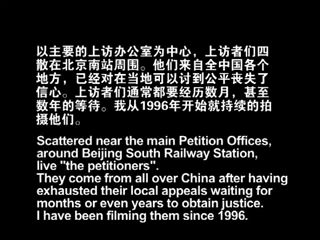 以主要的上访办公室为中心，上访者们四
散在北京南站周围。他们来自全中国各个
地方，已经对在当地可以讨到公平丧失了
信心。上访者们通常都要经历数月，甚至
数年的等待。我从1996年开始就持续的拍
摄他们。
Scattered near the main Petition Offices,
around Beijing South Railway Station,
live "the petitioners".
They come from all over China after having
exhausted their local appeals waiting for
months or even years to obtain justice.
I have been filming them since 1996.